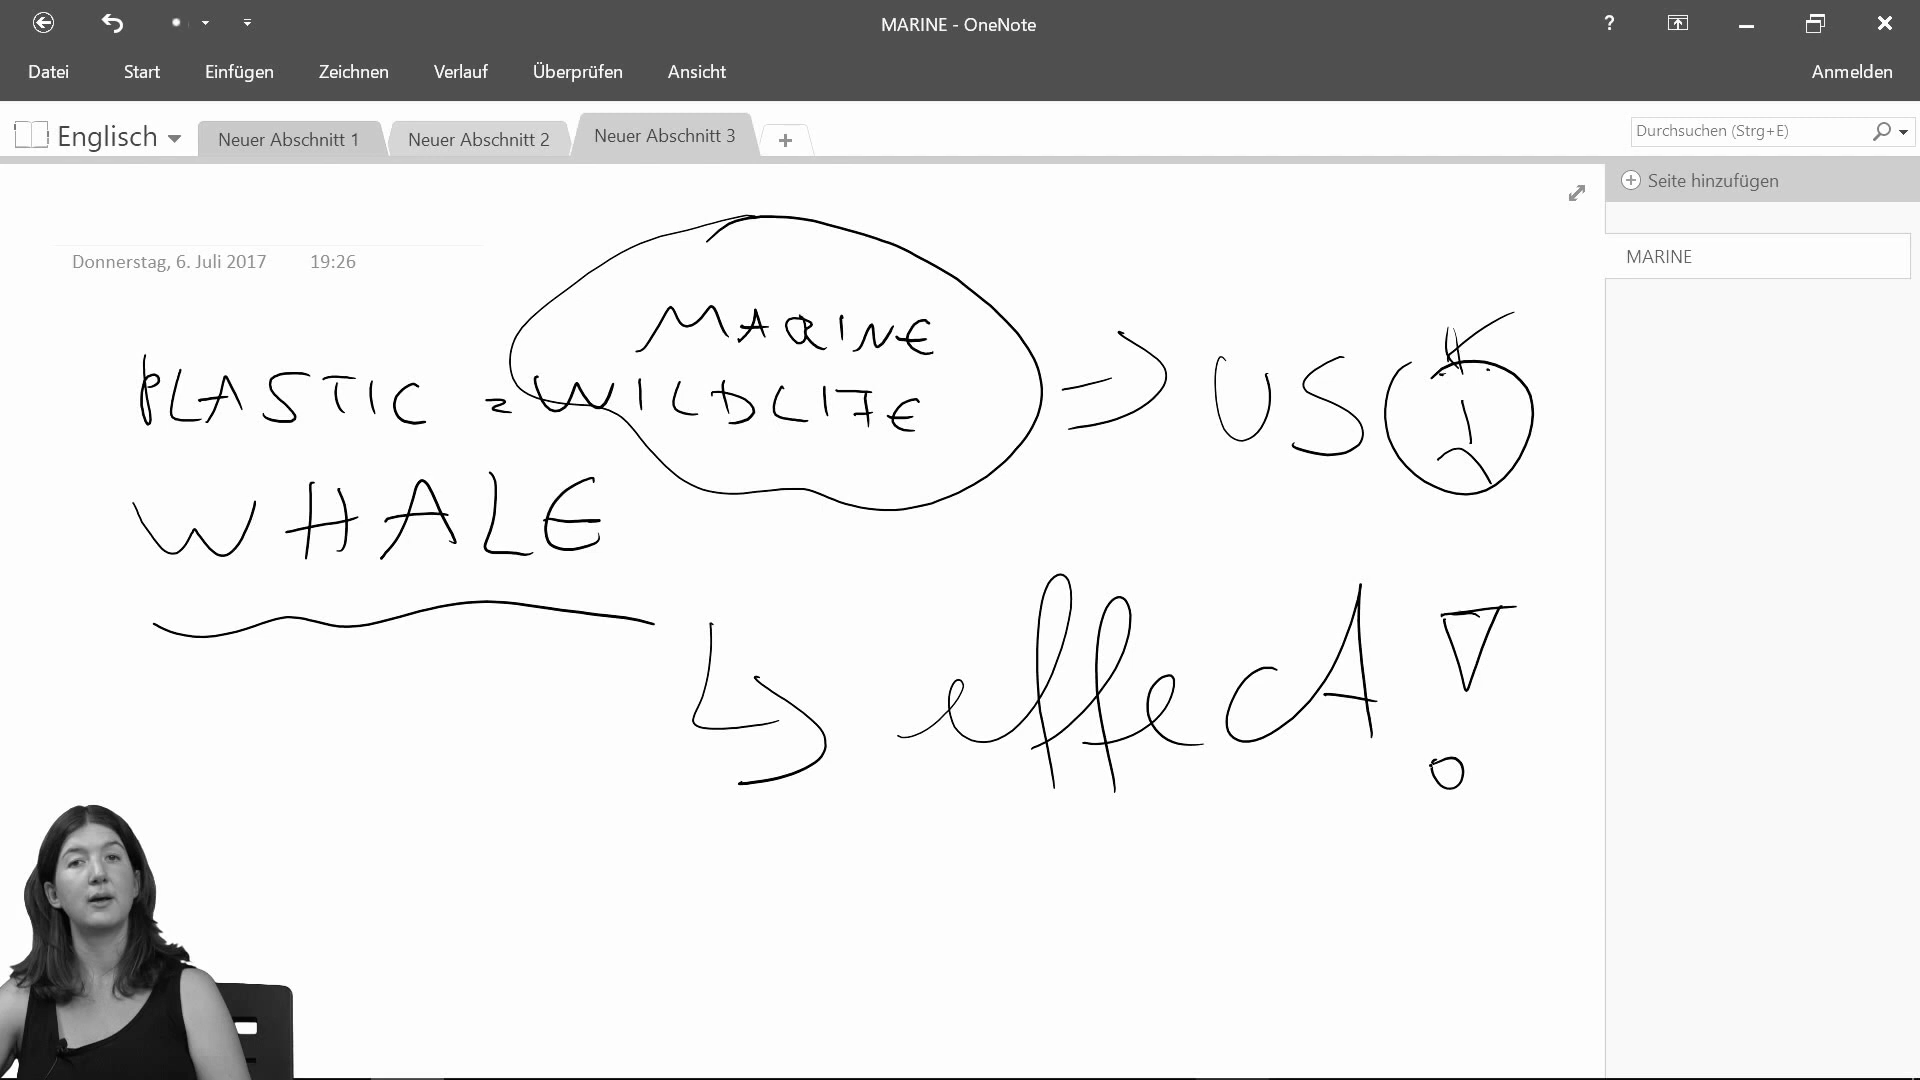 MARINE - OneNote
?
Datei Start Einfügen Zeichnen Verlauf Überprüfen Ansicht Anmelden
Englisch Neuer Abschnitt 1 Neuer Abschnitt 2 Neuer Abschnitt 3 + Durchsuchen (Strg+E)
Seite hinzufügen
MARINE
Donnerstag, 6. Juli 2017 19:26
MARINE
PLASTIC = WILDLIFE → US
WHALE
↳ effect!